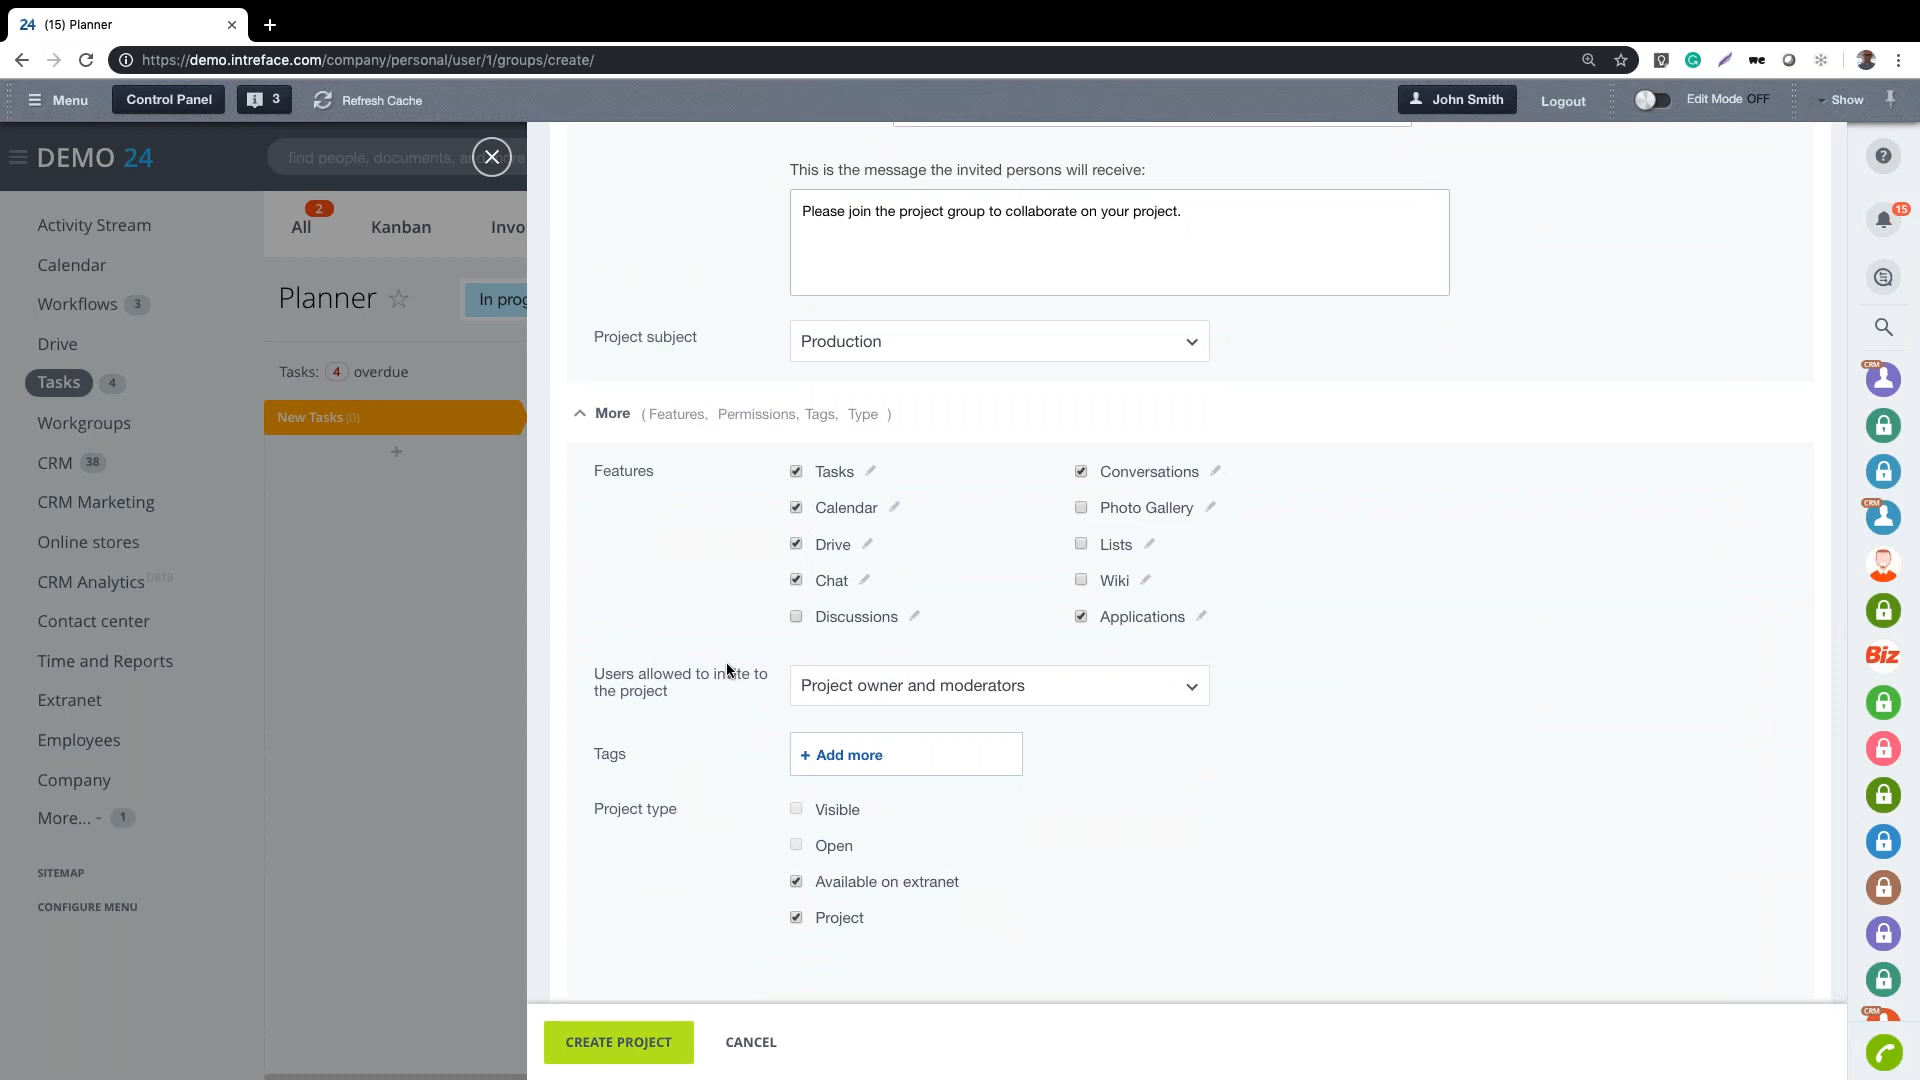 24 (15) Planner
https://demo.intreface.com/company/personal/user/1/groups/create/
Menu Control Panel 3 Refresh Cache John Smith Logout Edit Mode OFF Show
DEMO 24
find people, documents, and more
15
Activity Stream
Calendar
Workflows 3
Drive
Tasks 4
Workgroups
CRM 38
CRM Marketing
Online stores
CRM Analytics beta
Contact center
Time and Reports
Extranet
Employees
Company
More... 1
SITEMAP
CONFIGURE MENU
2
All Kanban Invo
Planner In prog
Tasks: 4 overdue
New Tasks (0)
+
This is the message the invited persons will receive:
Please join the project group to collaborate on your project.
Project subject Production
More ( Features, Permissions, Tags, Type )
Features
Tasks Conversations
Calendar Photo Gallery
Drive Lists
Chat Wiki
Discussions Applications
Users allowed to invite to
the project
Project owner and moderators
Tags + Add more
Project type
Visible
Open
Available on extranet
Project
CREATE PROJECT CANCEL
CRM
CRM
Biz
CRM